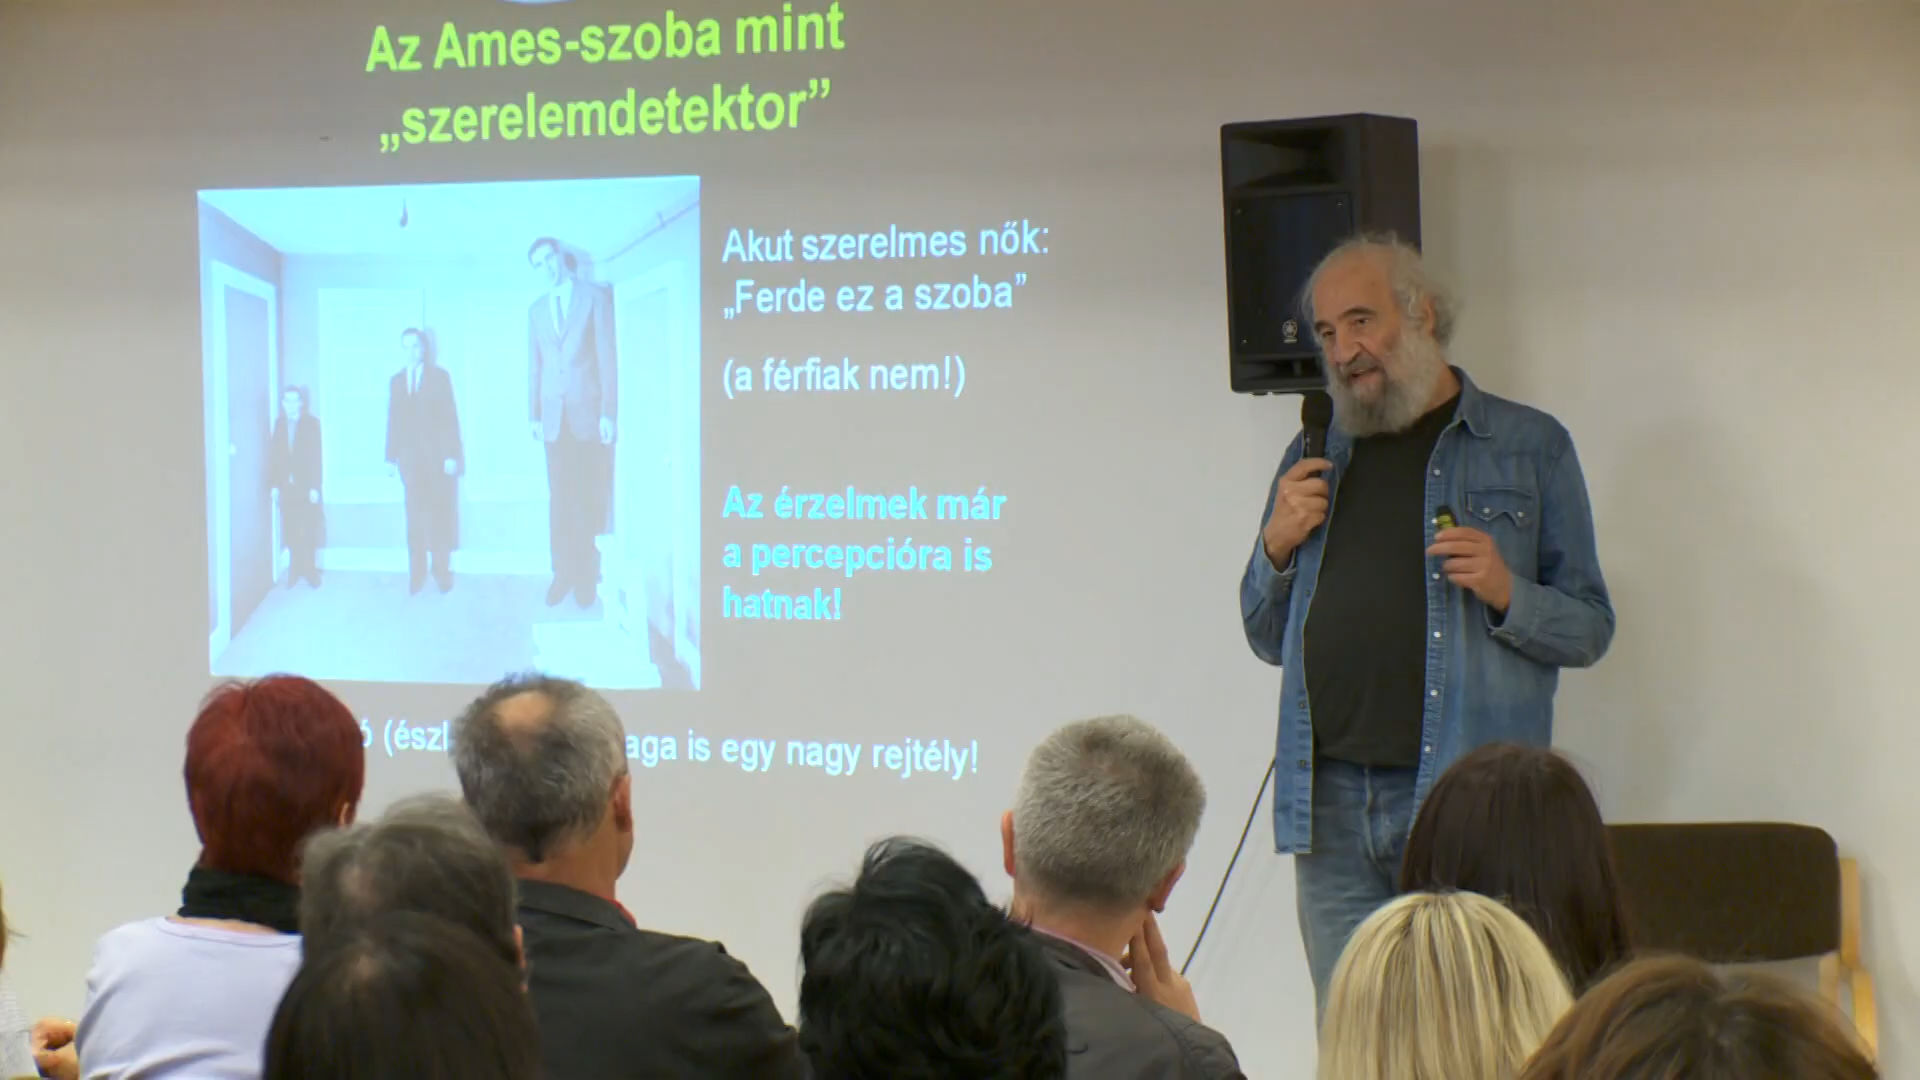 Az Ames-szoba mint
„szerelemdetektor”
Akut szerelmes nők:
„Ferde ez a szoba”
(a férfiak nem!)
Az érzelmek már
a percepcióra is
hatnak!
is egy nagy rejtély!